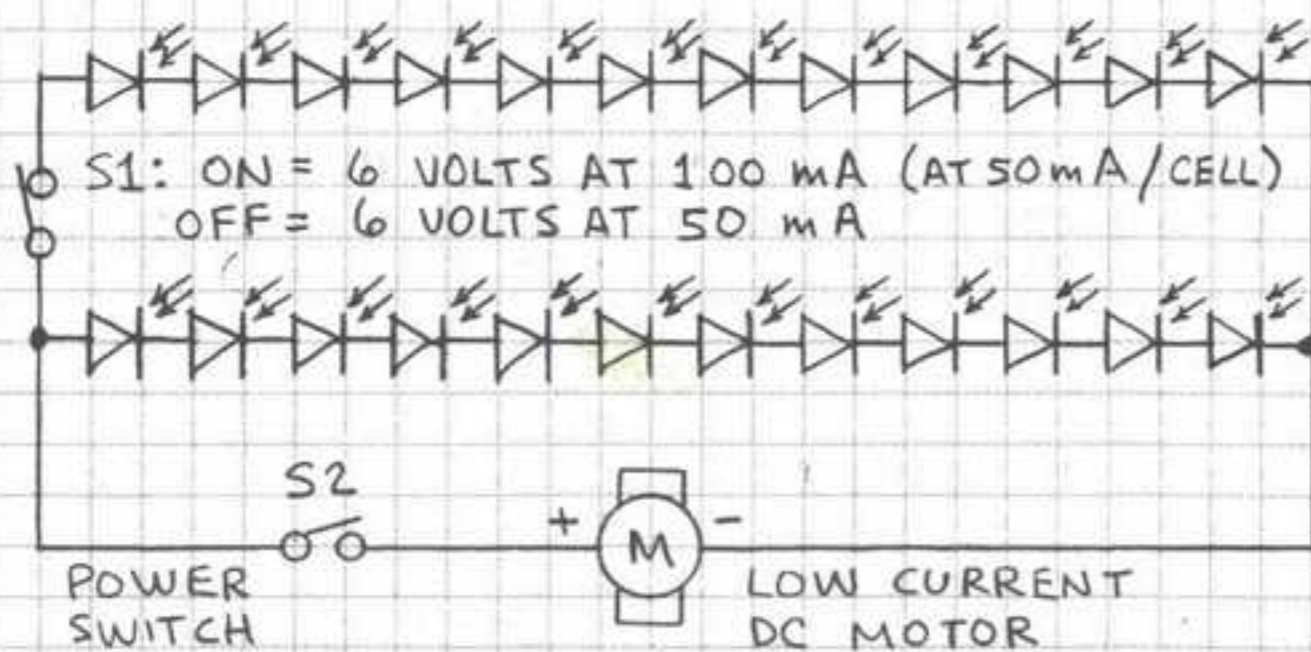 S1: ON = 6 VOLTS AT 100 mA (AT 50mA/CELL)
OFF = 6 VOLTS AT 50 mA
S2
+
M
-
POWER
SWITCH
LOW CURRENT
DC MOTOR